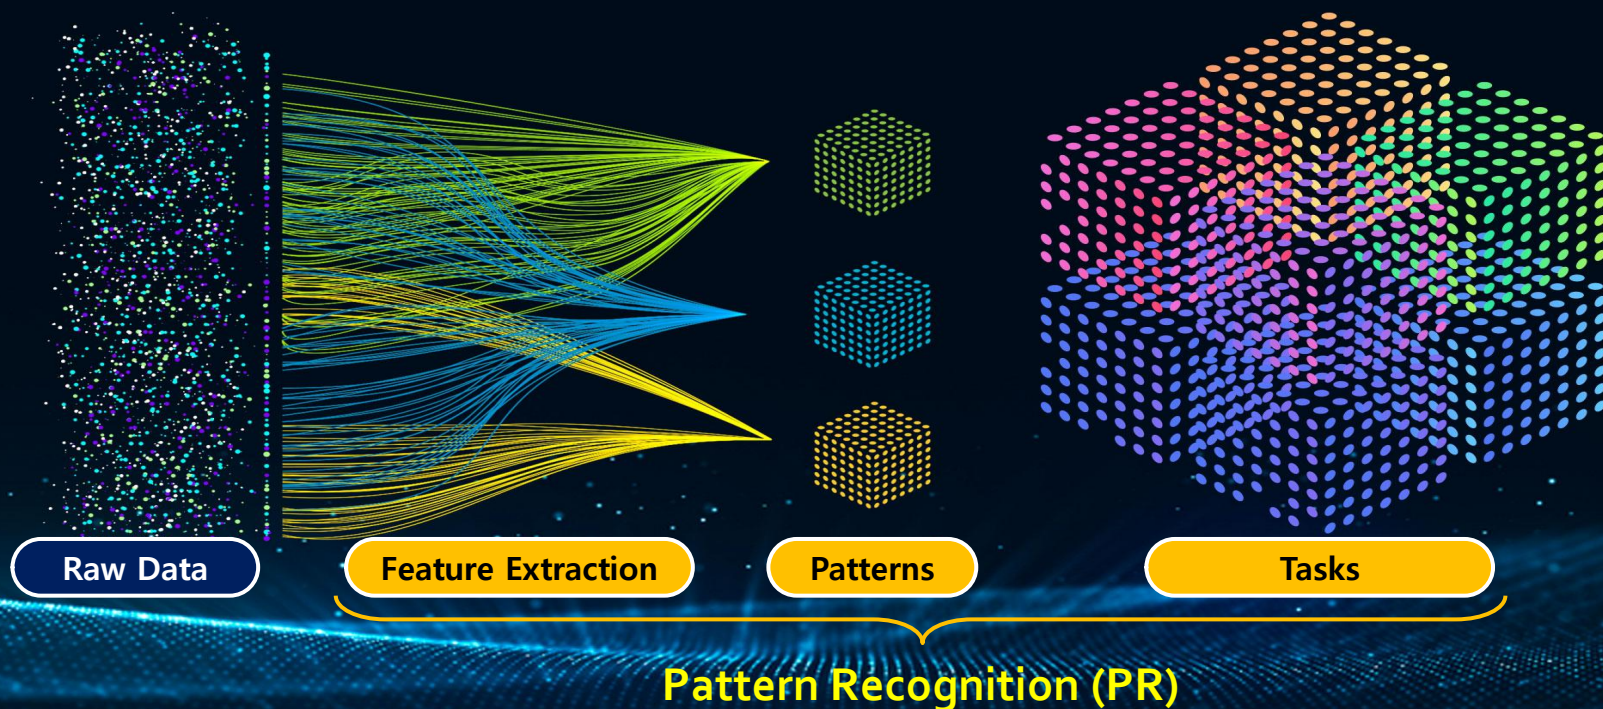 Raw Data
Feature Extraction
Patterns
Tasks
Pattern Recognition (PR)